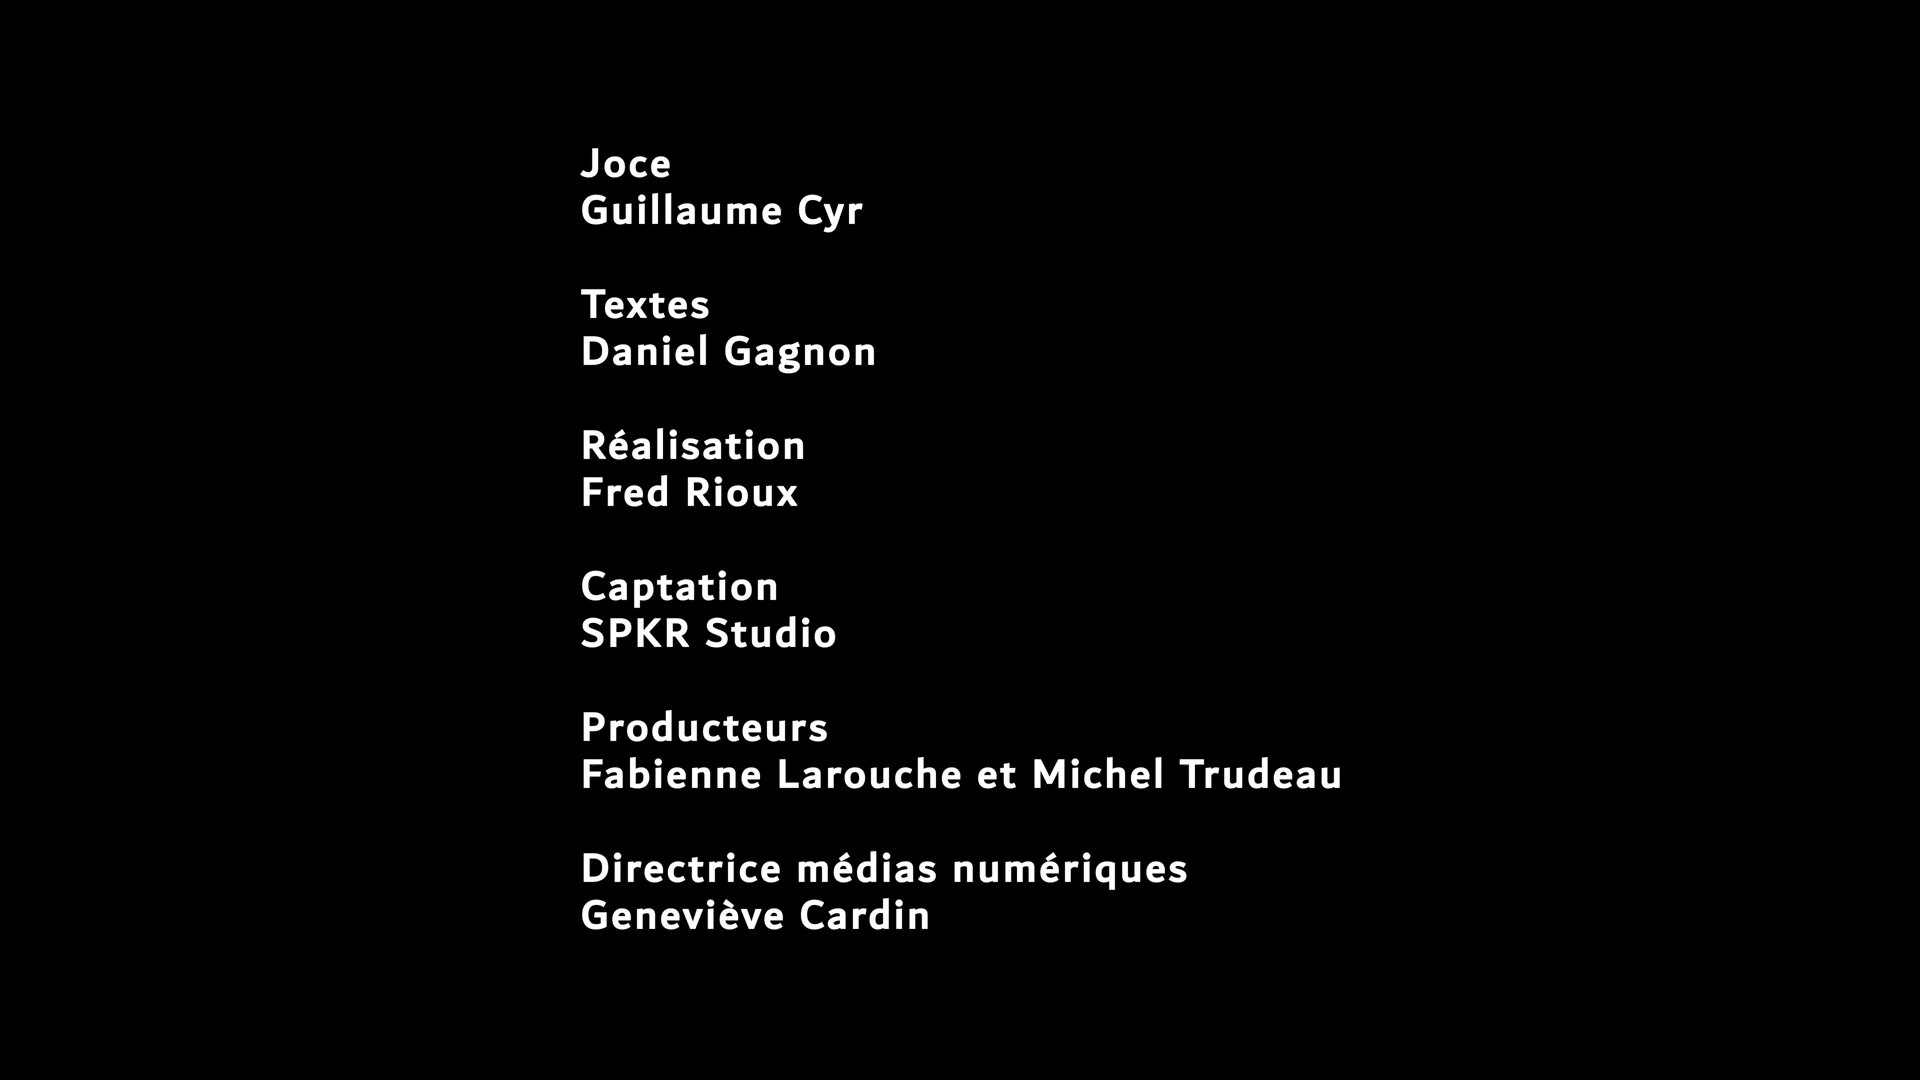 Joce
Guillaume Cyr
Textes
Daniel Gagnon
Réalisation
Fred Rioux
Captation
SPKR Studio
Producteurs
Fabienne Larouche et Michel Trudeau
Directrice médias numériques
Geneviève Cardin